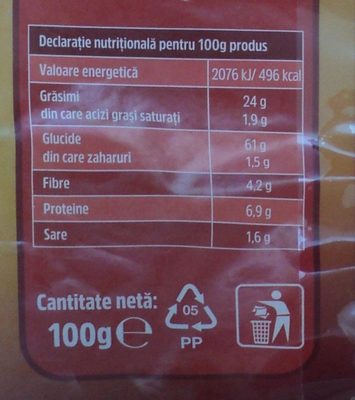 Declarație nutrițională pentru 100g produs
Valoare energetică 2076 kJ/ 496 kcal
Grăsimi 24 g
din care acizi grași saturați 1,9 g
Glucide 61 g
din care zaharuri 1,5 g
Fibre 4,2 g
Proteine 6,9 g
Sare 1,6 g
Cantitate netă:
100g℮
05
PP